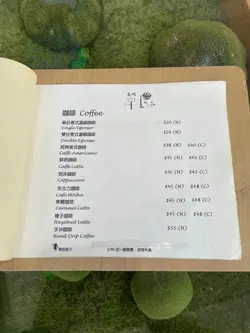 咖啡 Coffee
單份意式濃縮咖啡 $20 (H)
Single Espresso
雙份意式濃縮咖啡 $24 (H)
Double Espresso
經典美式咖啡 $38 (H) $40 (C)
Caffè Americano
鮮奶咖啡 $40 (H) $42 (C)
Caffè Latte
泡沫咖啡 $40 (H) $42 (C)
Cappuccino
朱古力咖啡 $45 (H) $48 (C)
Cafe Mocha
焦糖咖啡 $45 (H) $48 (C)
Caramel Latte
榛子咖啡 $45 (H) $48 (C)
Hazelnut Latte
手沖咖啡 $55 (H)
Hand-Drip Coffee